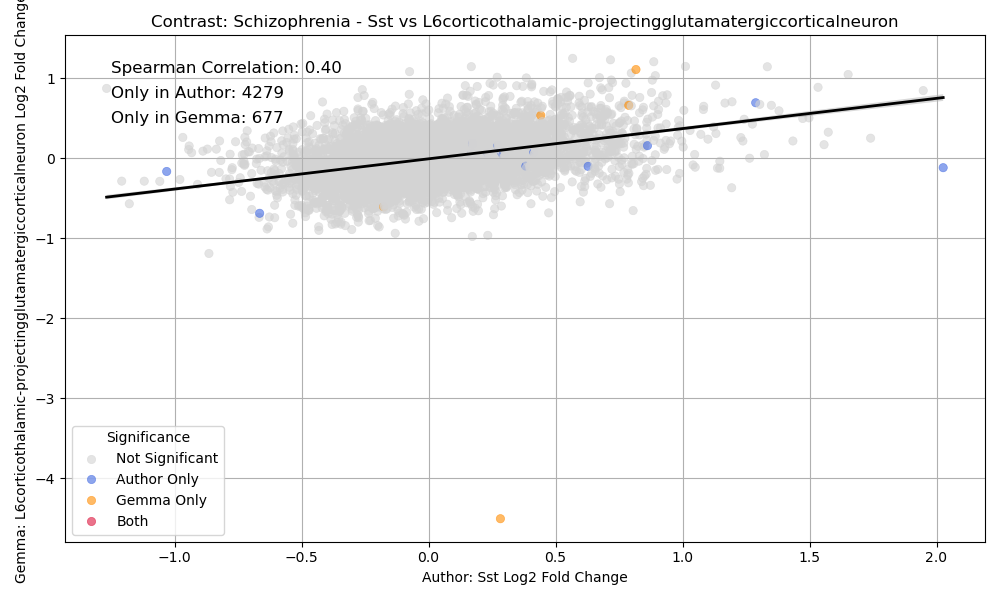 Contrast: Schizophrenia - Sst vs L6corticothalamic-projectingglutamatergiccorticalneuron
Gemma: L6corticothalamic-projectingglutamatergiccorticalneuron Log2 Fold Change
Spearman Correlation: 0.40
Only in Author: 4279
Only in Gemma: 677
1
0
−1
−2
−3
−4
Significance
Not Significant
Author Only
Gemma Only
Both
−1.0
−0.5
0.0
0.5
1.0
1.5
2.0
Author: Sst Log2 Fold Change